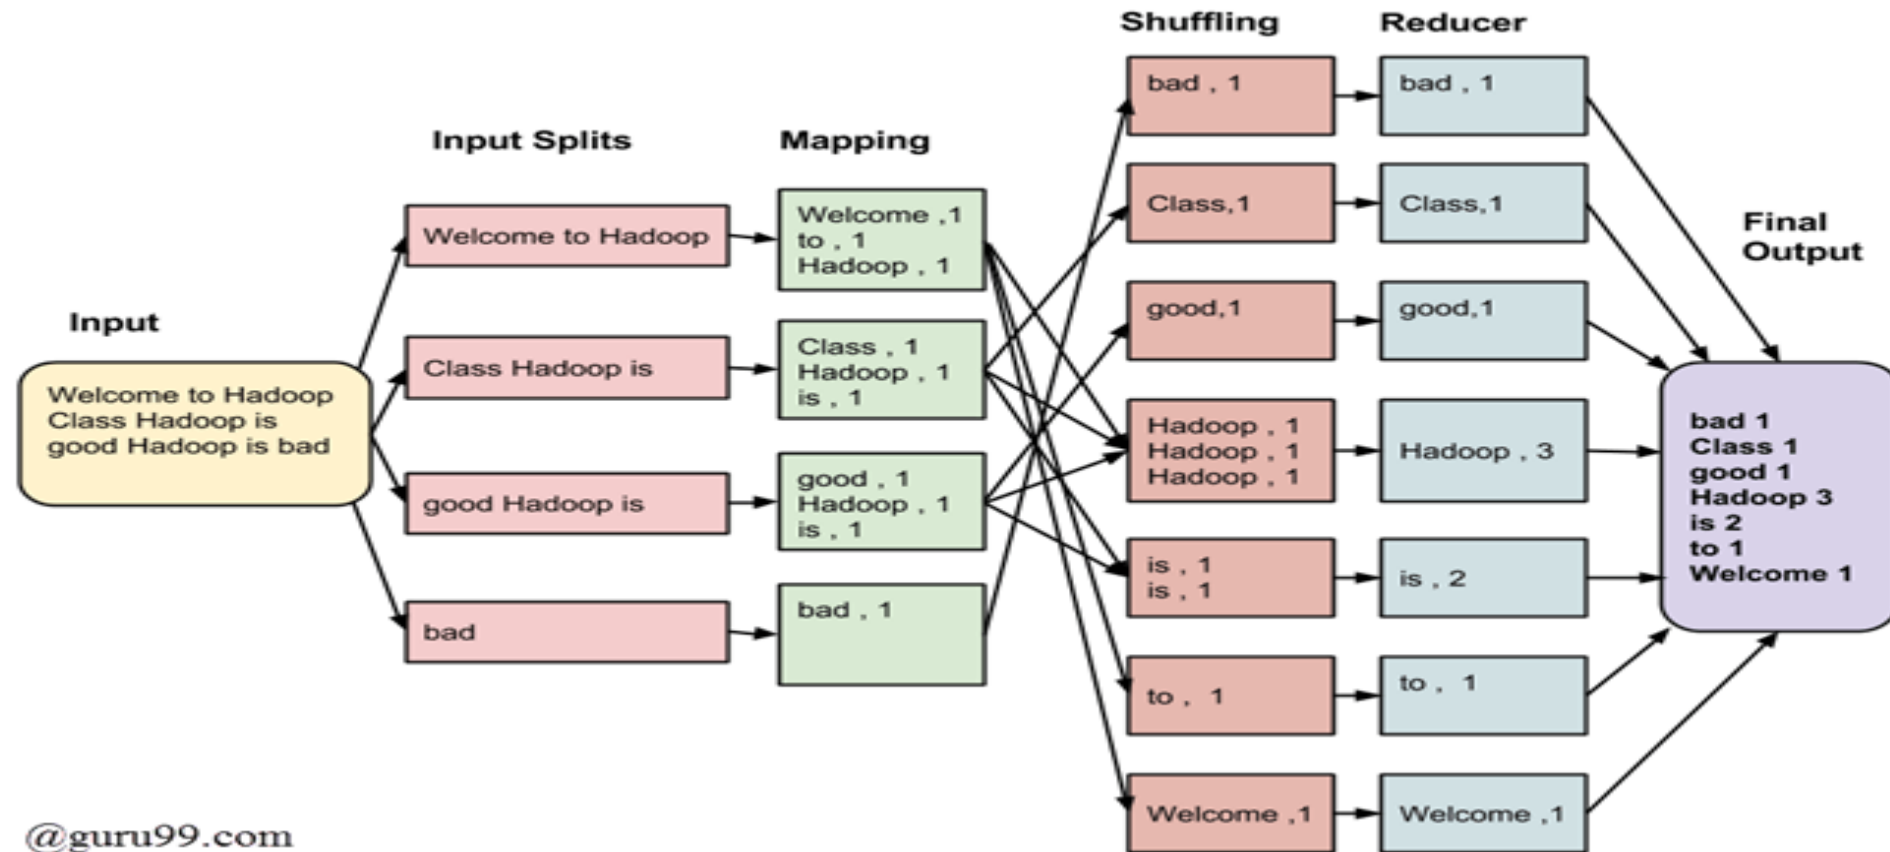 Input
Welcome to Hadoop
Class Hadoop is
good Hadoop is bad
Input Splits
Welcome to Hadoop
Class Hadoop is
good Hadoop is
bad
Mapping
Welcome ,1
to , 1
Hadoop , 1
Class , 1
Hadoop , 1
is , 1
good , 1
Hadoop , 1
is , 1
bad , 1
Shuffling
bad , 1
Class,1
good,1
Hadoop , 1
Hadoop , 1
Hadoop , 1
is , 1
is , 1
to , 1
Welcome ,1
Reducer
bad , 1
Class,1
good,1
Hadoop , 3
is , 2
to , 1
Welcome ,1
Final
Output
bad 1
Class 1
good 1
Hadoop 3
is 2
to 1
Welcome 1
@guru99.com